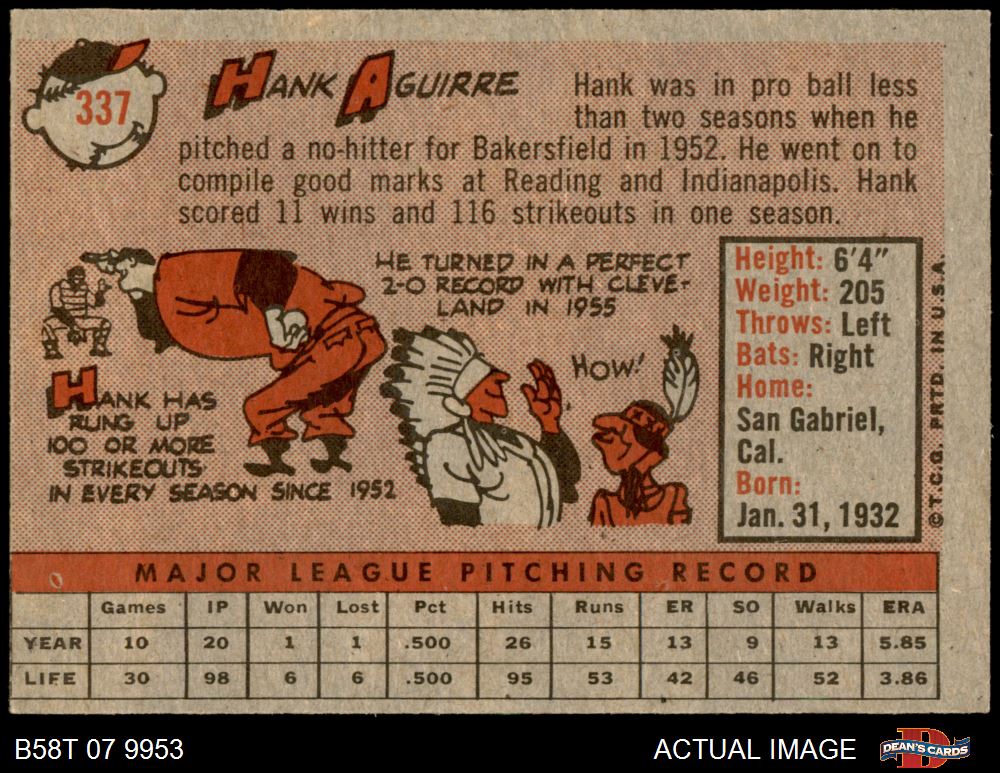 337
HANK AGUIRRE
Hank was in pro ball less
than two seasons when he
pitched a no-hitter for Bakersfield in 1952. He went on to
compile good marks at Reading and Indianapolis. Hank
scored 11 wins and 116 strikeouts in one season.
HE TURNED IN A PERFECT
2-0 RECORD WITH CLEVE-
LAND IN 1955
HOW!
HANK HAS
RUNG UP
100 OR MORE
STRIKEOUTS
IN EVERY SEASON SINCE 1952
Height: 6'4"
Weight: 205
Throws: Left
Bats: Right
Home:
San Gabriel,
Cal.
Born:
Jan. 31, 1932
© T.C.G. PRTD. IN U.S.A.
MAJOR LEAGUE PITCHING RECORD
Games IP Won Lost Pct Hits Runs ER SO Walks ERA
YEAR 10 20 1 1 .500 26 15 13 9 13 5.85
LIFE 30 98 6 6 .500 95 53 42 46 52 3.86
B58T 07 9953
ACTUAL IMAGE
DEAN'S CARDS